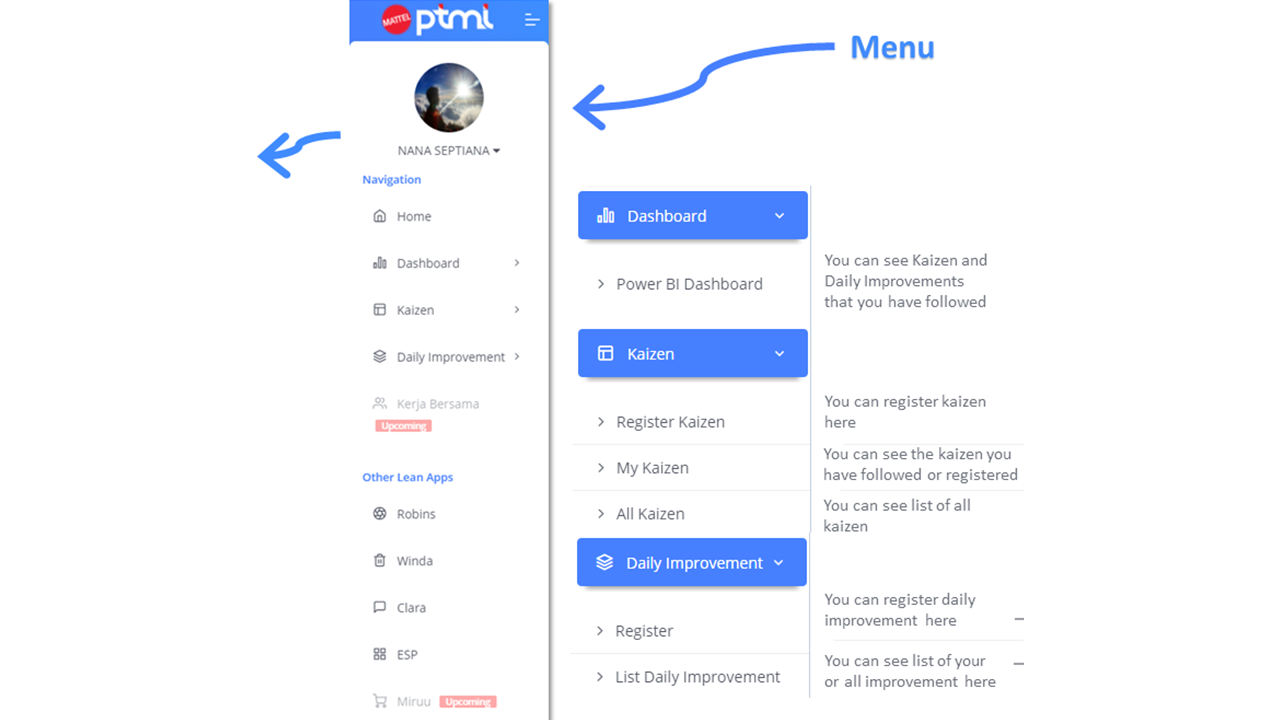 MATTEL ptmi
NANA SEPTIANA
Navigation
Home
Dashboard
Kaizen
Daily Improvement
Kerja Bersama
Upcoming
Other Lean Apps
Robins
Winda
Clara
ESP
Miruu Upcoming
Menu
Dashboard
Power BI Dashboard
You can see Kaizen and
Daily Improvements
that you have followed
Kaizen
Register Kaizen
You can register kaizen
here
My Kaizen
You can see the kaizen you
have followed or registered
All Kaizen
You can see list of all
kaizen
Daily Improvement
Register
You can register daily
improvement here
List Daily Improvement
You can see list of your
or all improvement here